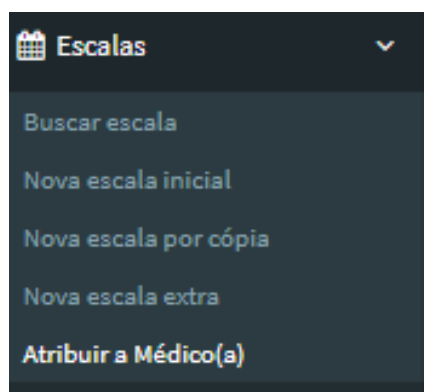 Escalas
Buscar escala
Nova escala inicial
Nova escala por cópia
Nova escala extra
Atribuir a Médico(a)